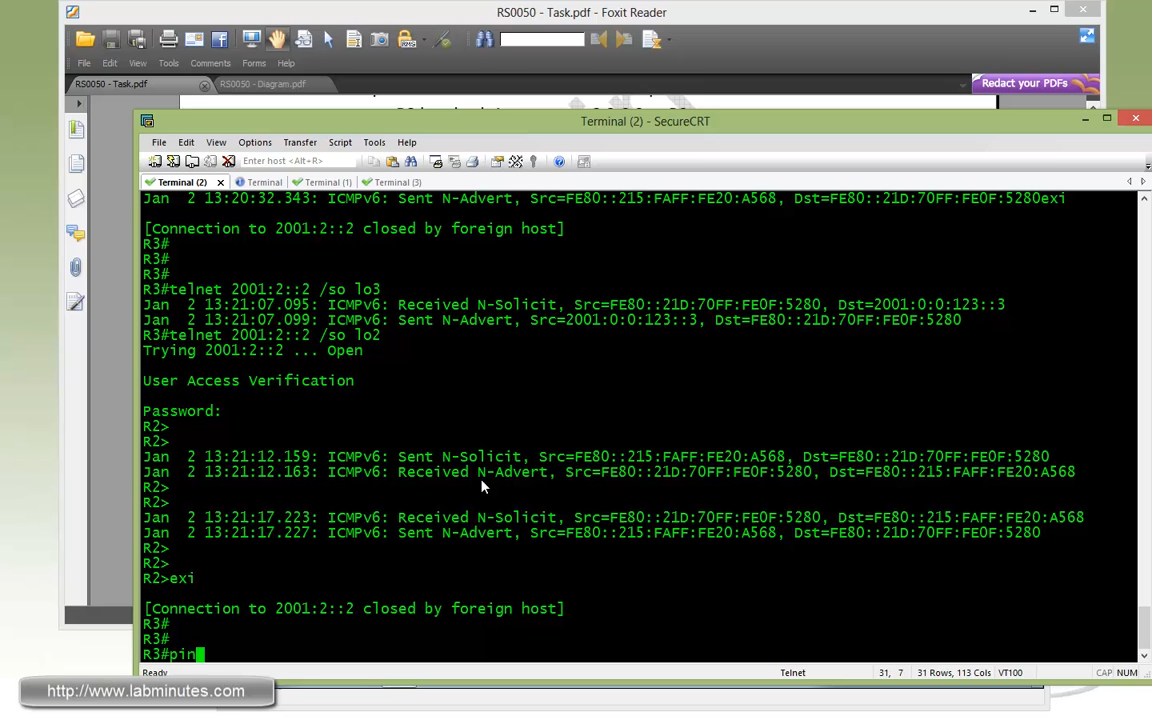 RS0050 - Task.pdf - Foxit Reader
File Edit View Tools Comments Forms Help
RS0050 - Task.pdf
RS0050 - Diagram.pdf
Redact your PDFs
Terminal (2) - SecureCRT
File Edit View Options Transfer Script Tools Help
Enter host <Alt+R>
Terminal (2)
Terminal
Terminal (1)
Terminal (3)
Jan  2 13:20:32.343: ICMPv6: Sent N-Advert, Src=FE80::215:FAFF:FE20:A568, Dst=FE80::21D:70FF:FE0F:5280exi
[Connection to 2001:2::2 closed by foreign host]
R3#
R3#
R3#
R3#telnet 2001:2::2 /so lo3
Jan  2 13:21:07.095: ICMPv6: Received N-Solicit, Src=FE80::21D:70FF:FE0F:5280, Dst=2001:0:0:123::3
Jan  2 13:21:07.099: ICMPv6: Sent N-Advert, Src=2001:0:0:123::3, Dst=FE80::21D:70FF:FE0F:5280
R3#telnet 2001:2::2 /so lo2
Trying 2001:2::2 ... Open
User Access Verification
Password:
R2>
R2>
Jan  2 13:21:12.159: ICMPv6: Sent N-Solicit, Src=FE80::215:FAFF:FE20:A568, Dst=FE80::21D:70FF:FE0F:5280
Jan  2 13:21:12.163: ICMPv6: Received N-Advert, Src=FE80::21D:70FF:FE0F:5280, Dst=FE80::215:FAFF:FE20:A568
R2>
R2>
Jan  2 13:21:17.223: ICMPv6: Received N-Solicit, Src=FE80::21D:70FF:FE0F:5280, Dst=FE80::215:FAFF:FE20:A568
Jan  2 13:21:17.227: ICMPv6: Sent N-Advert, Src=FE80::215:FAFF:FE20:A568, Dst=FE80::21D:70FF:FE0F:5280
R2>
R2>
R2>exi
[Connection to 2001:2::2 closed by foreign host]
R3#
R3#
R3#pin
Ready
Telnet
31, 7
31 Rows, 113 Cols
VT100
CAP NUM
http://www.labminutes.com